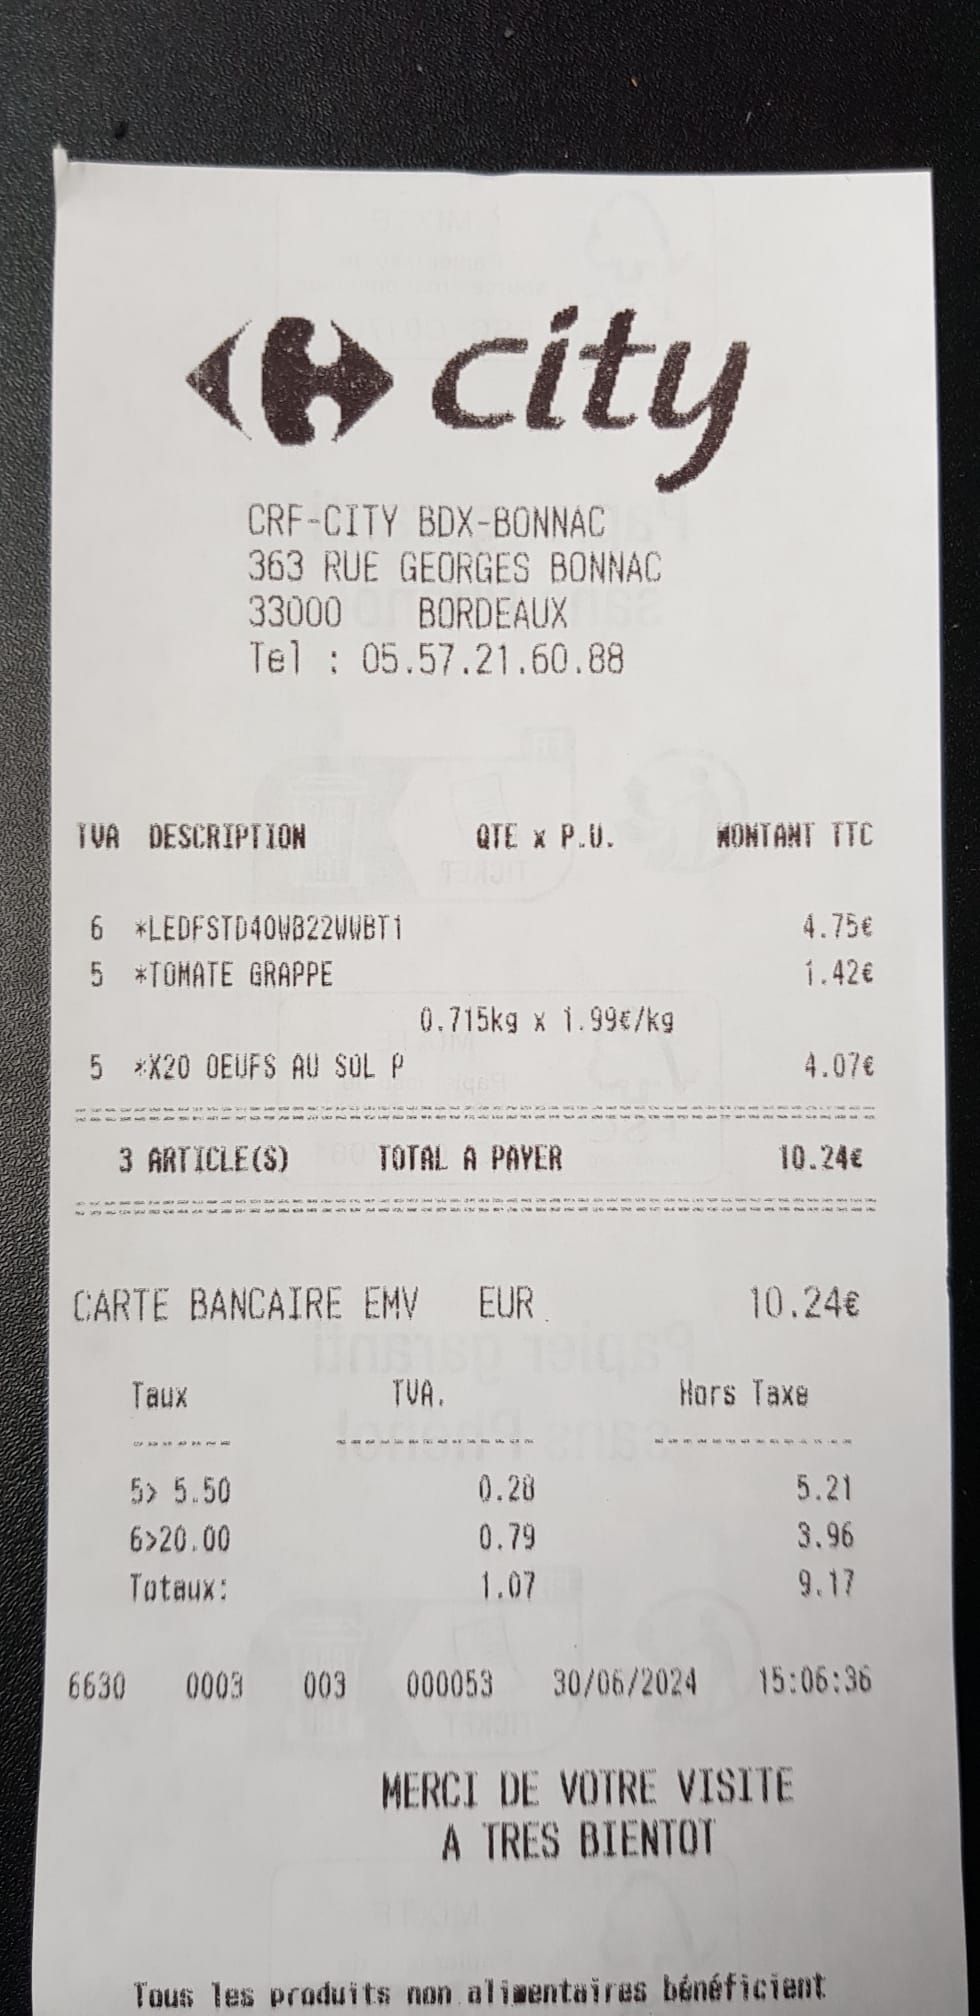 city
CRF-CITY BDX-BONNAC
363 RUE GEORGES BONNAC
33000 BORDEAUX
Tel : 05.57.21.60.88
TVA DESCRIPTION QTE x P.U. MONTANT TTC
6 *LEDFSTD40WB22WWBT1 4.75€
5 *TOMATE GRAPPE 1.42€
0.715kg x 1.99€/kg
5 *X20 OEUFS AU SOL P 4.07€
3 ARTICLE(S) TOTAL A PAYER 10.24€
CARTE BANCAIRE EMV EUR 10.24€
Taux TVA. Hors Taxe
5> 5.50 0.28 5.21
6>20.00 0.79 3.96
Totaux: 1.07 9.17
6630 0003 003 000053 30/06/2024 15:06:36
MERCI DE VOTRE VISITE
A TRES BIENTOT
Tous les produits non alimentaires bénéficient